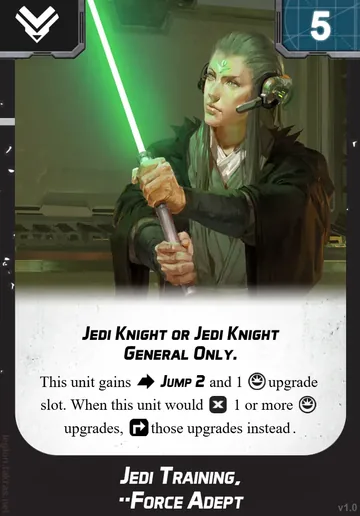 5
Jedi Knight or Jedi Knight
General Only.
This unit gains Jump 2 and 1 upgrade
slot. When this unit would 1 or more
upgrades, those upgrades instead.
Jedi Training,
··Force Adept
v1.0